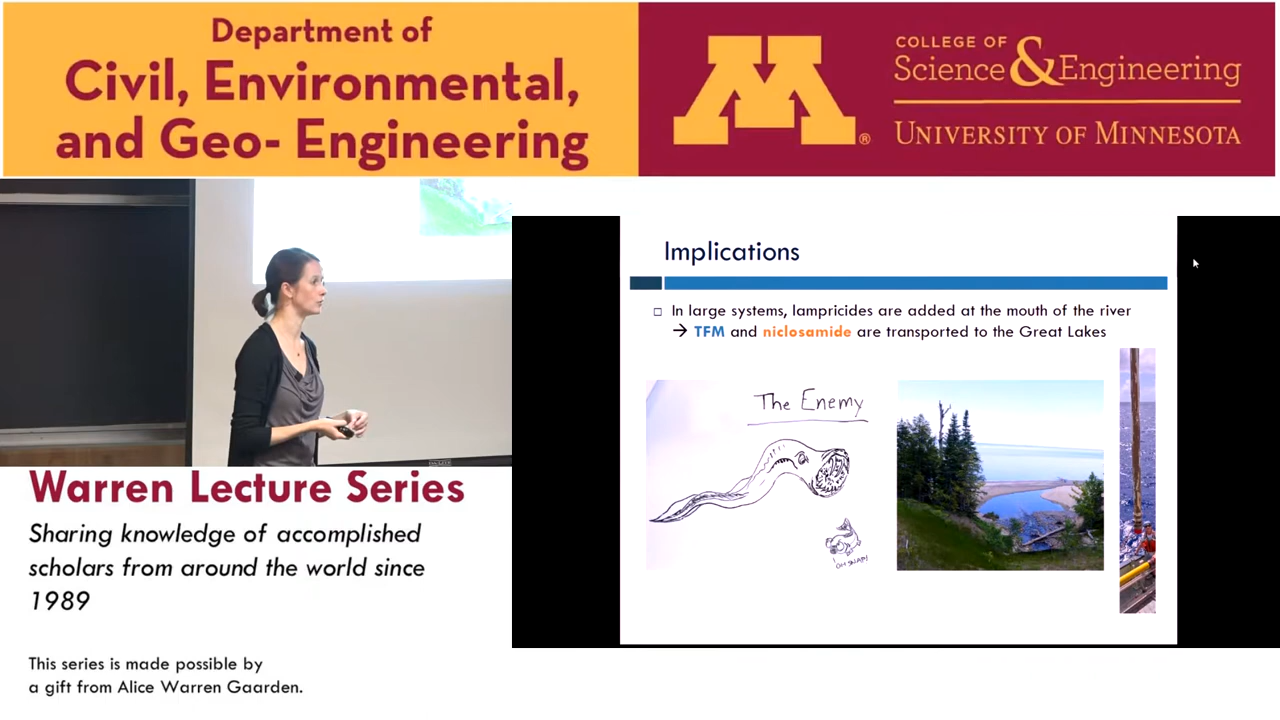 Department of
Civil, Environmental,
and Geo- Engineering
M®
COLLEGE OF
Science & Engineering
UNIVERSITY OF MINNESOTA
Implications
In large systems, lampricides are added at the mouth of the river
→ TFM and niclosamide are transported to the Great Lakes
The Enemy
'OH SNAP!
Warren Lecture Series
Sharing knowledge of accomplished
scholars from around the world since
1989
This series is made possible by
a gift from Alice Warren Gaarden.